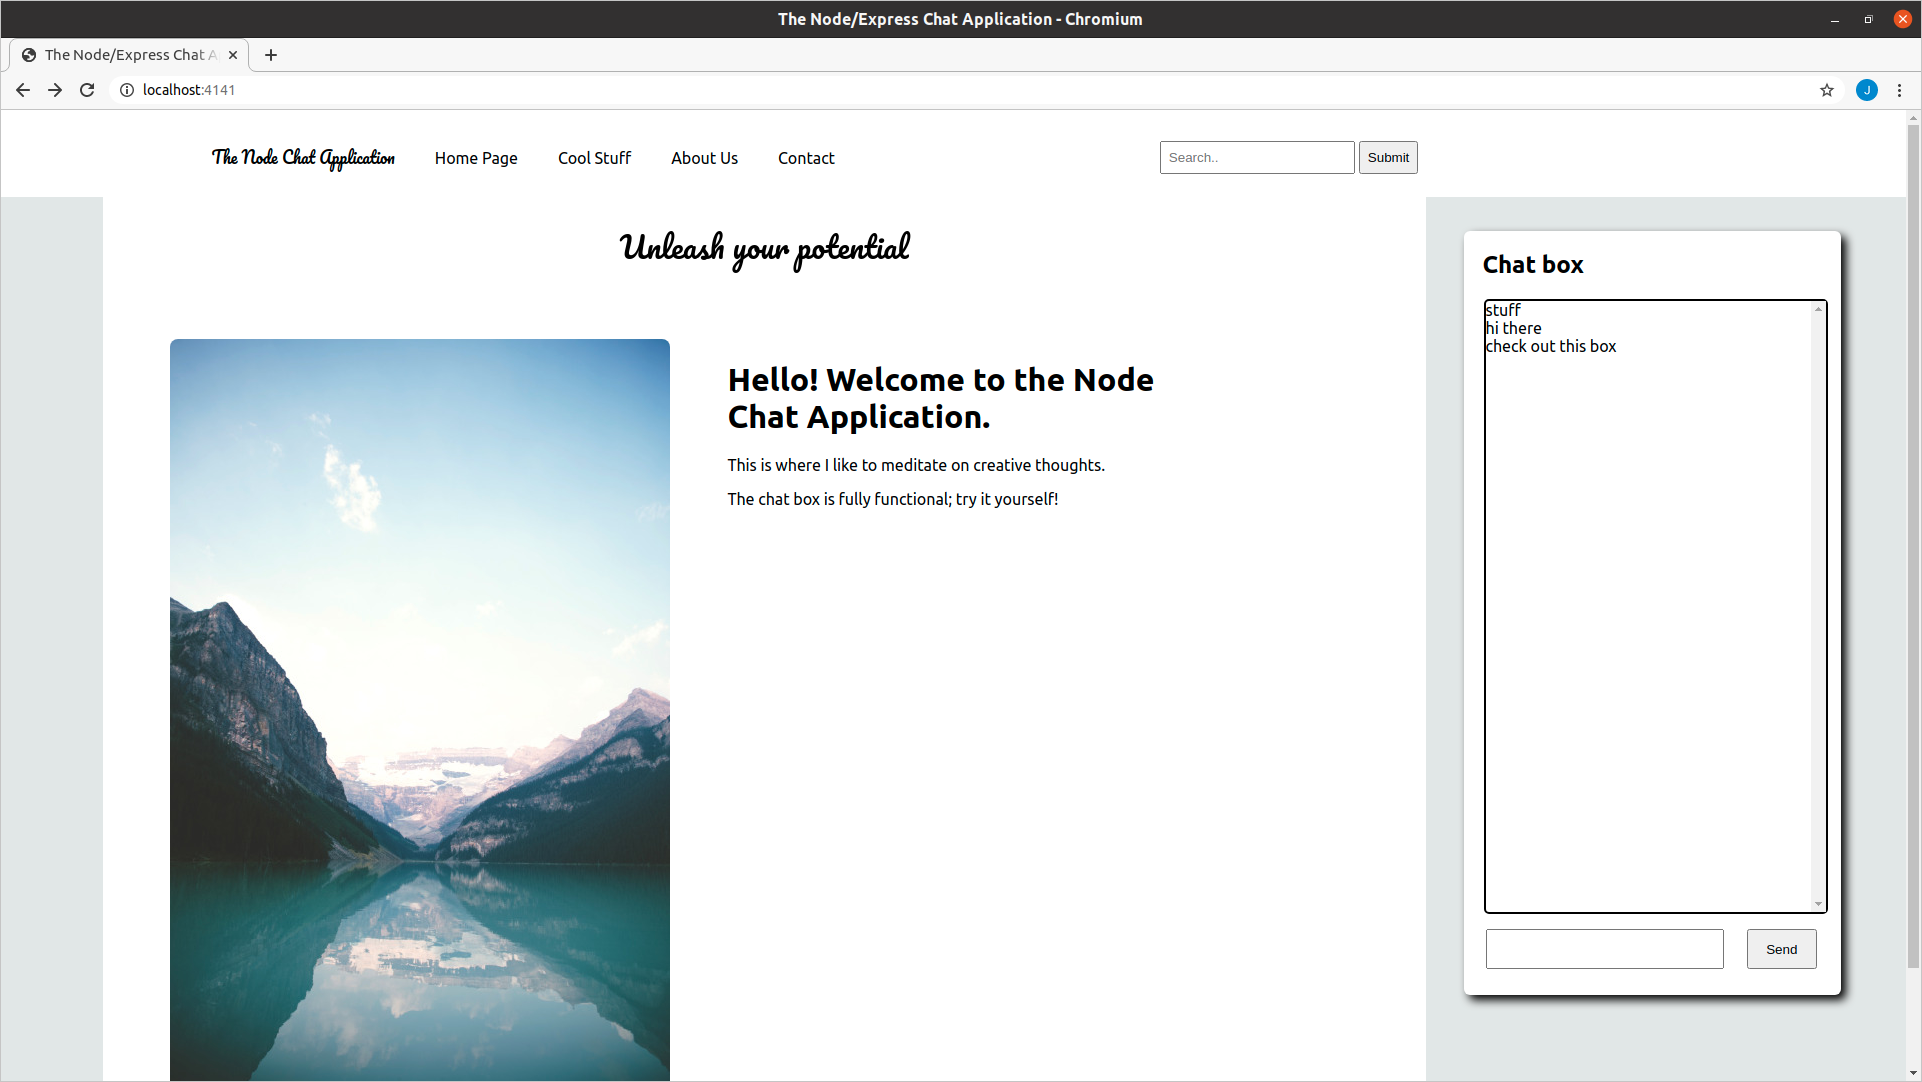 The Node/Express Chat Application - Chromium
The Node/Express Chat A
localhost:4141
J
The Node Chat Application Home Page Cool Stuff About Us Contact Search.. Submit
Unleash your potential
Hello! Welcome to the Node
Chat Application.
This is where I like to meditate on creative thoughts.
The chat box is fully functional; try it yourself!
Chat box
stuff
hi there
check out this box
Send